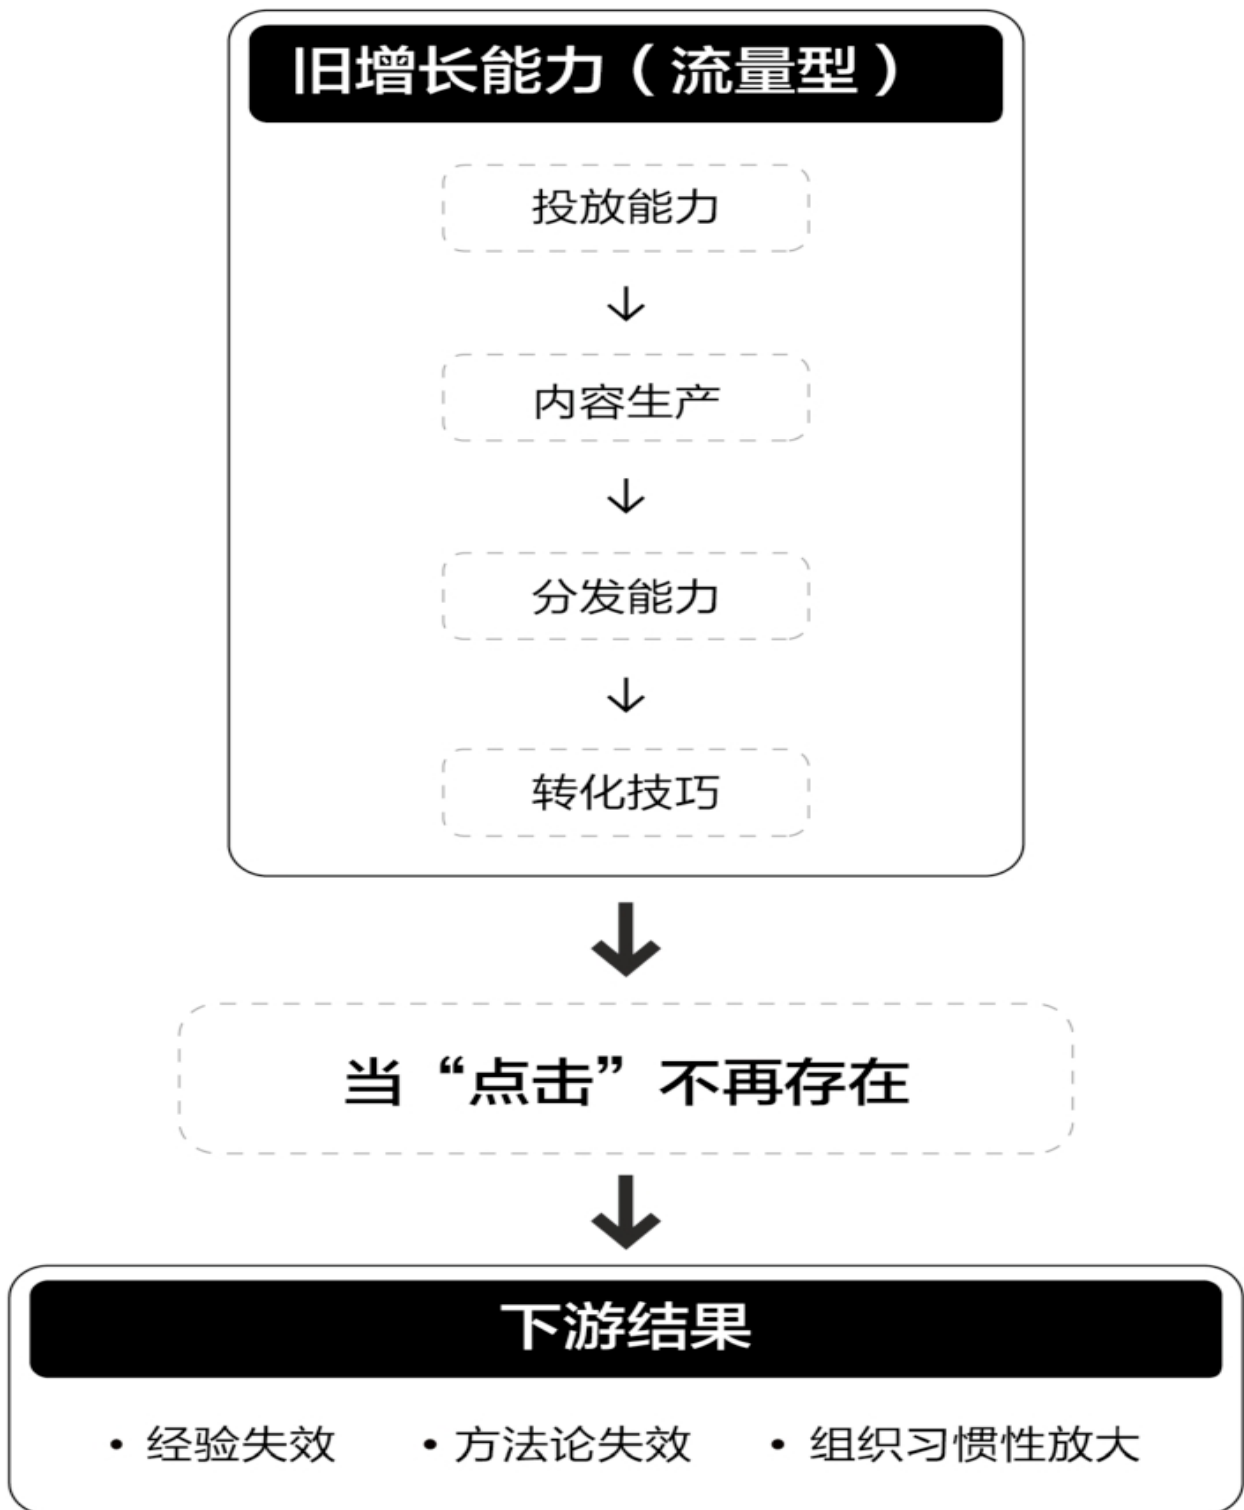 旧增长能力（流量型）
投放能力
↓
内容生产
↓
分发能力
↓
转化技巧
↓
当“点击”不再存在
↓
下游结果
• 经验失效 • 方法论失效 • 组织习惯性放大